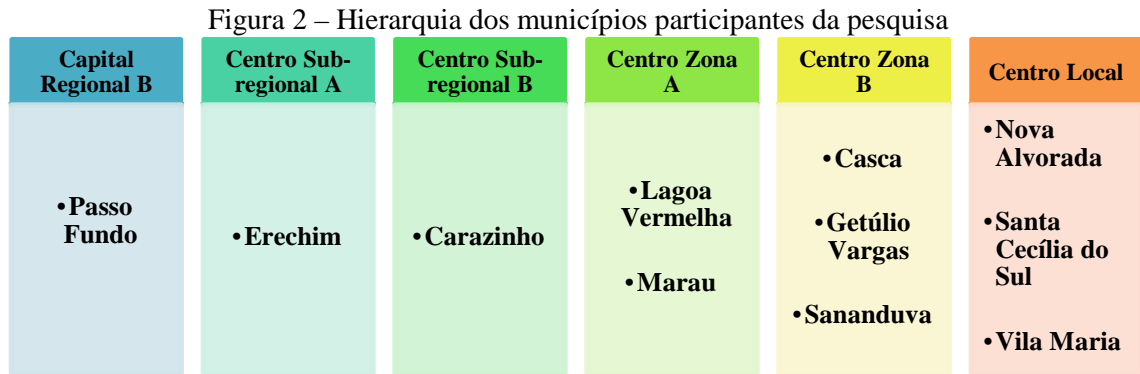 Figura 2 – Hierarquia dos municípios participantes da pesquisa
Capital
Regional B
•Passo
Fundo
Centro Sub-
regional A
•Erechim
Centro Sub-
regional B
•Carazinho
Centro Zona
A
•Lagoa
Vermelha
•Marau
Centro Zona
B
•Casca
•Getúlio
Vargas
•Sananduva
Centro Local
•Nova
Alvorada
•Santa
Cecília do
Sul
•Vila Maria